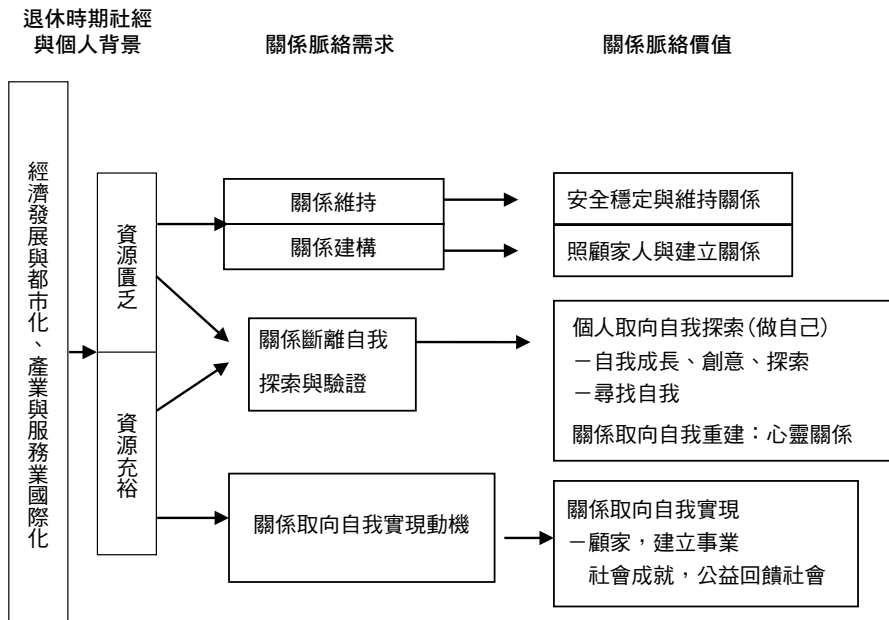 退休時期社經
與個人背景
關係脈絡需求
關係脈絡價值
經濟發展與都市化、產業與服務業國際化
資源匱乏
資源充裕
關係維持
關係建構
安全穩定與維持關係
照顧家人與建立關係
關係斷離自我
探索與驗證
個人取向自我探索(做自己)
－自我成長、創意、探索
－尋找自我
關係取向自我重建：心靈關係
關係取向自我實現動機
關係取向自我實現
－顧家，建立事業
社會成就，公益回饋社會